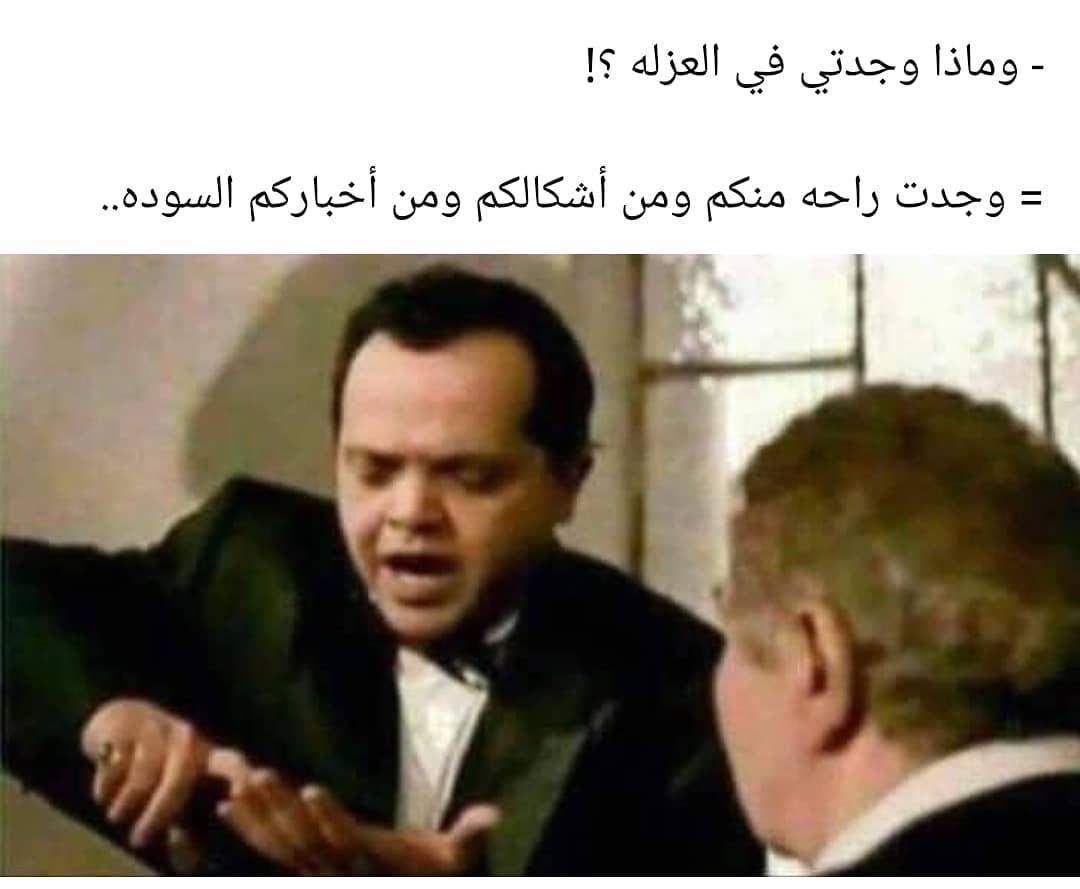 - وماذا وجدتي في العزله ؟!
= وجدت راحه منكم ومن أشكالكم ومن أخباركم السوده..